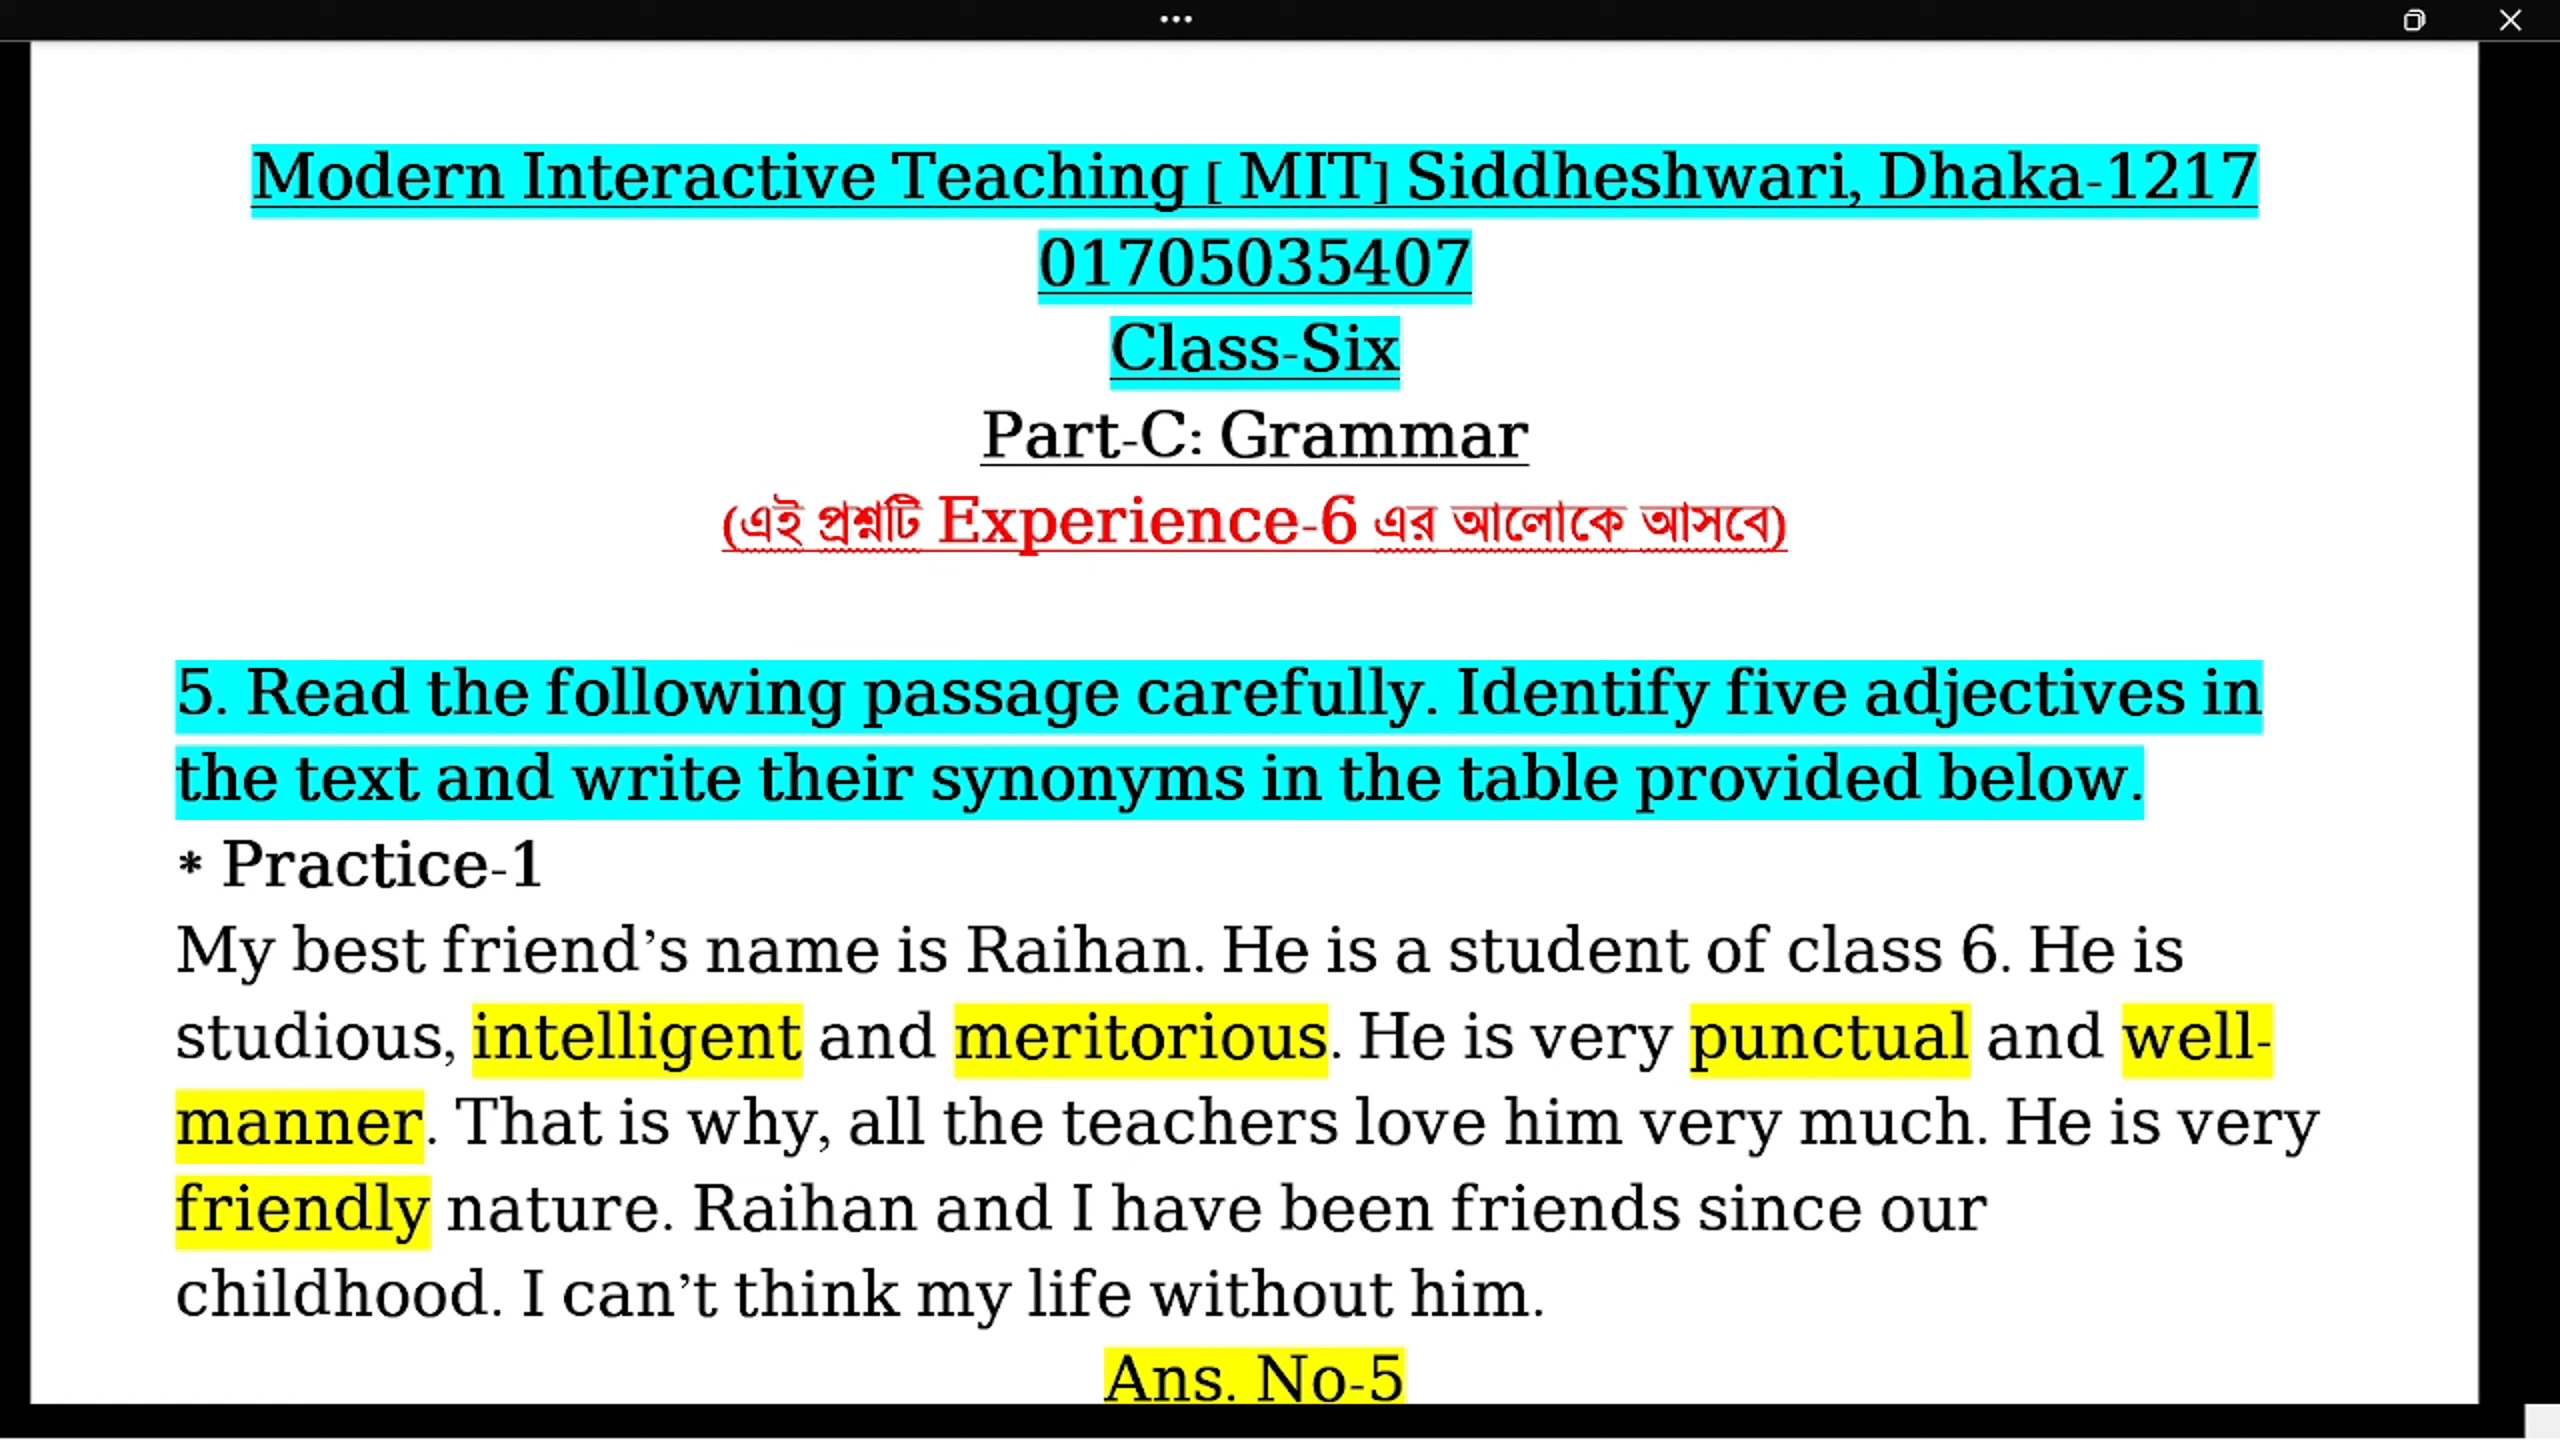 Modern Interactive Teaching [ MIT] Siddheshwari, Dhaka-1217
01705035407
Class-Six
Part-C: Grammar
(এই প্রশ্নটি Experience-6 এর আলোকে আসবে)
5. Read the following passage carefully. Identify five adjectives in
the text and write their synonyms in the table provided below.
* Practice-1
My best friend’s name is Raihan. He is a student of class 6. He is
studious, intelligent and meritorious. He is very punctual and well-
manner. That is why, all the teachers love him very much. He is very
friendly nature. Raihan and I have been friends since our
childhood. I can’t think my life without him.
Ans. No-5